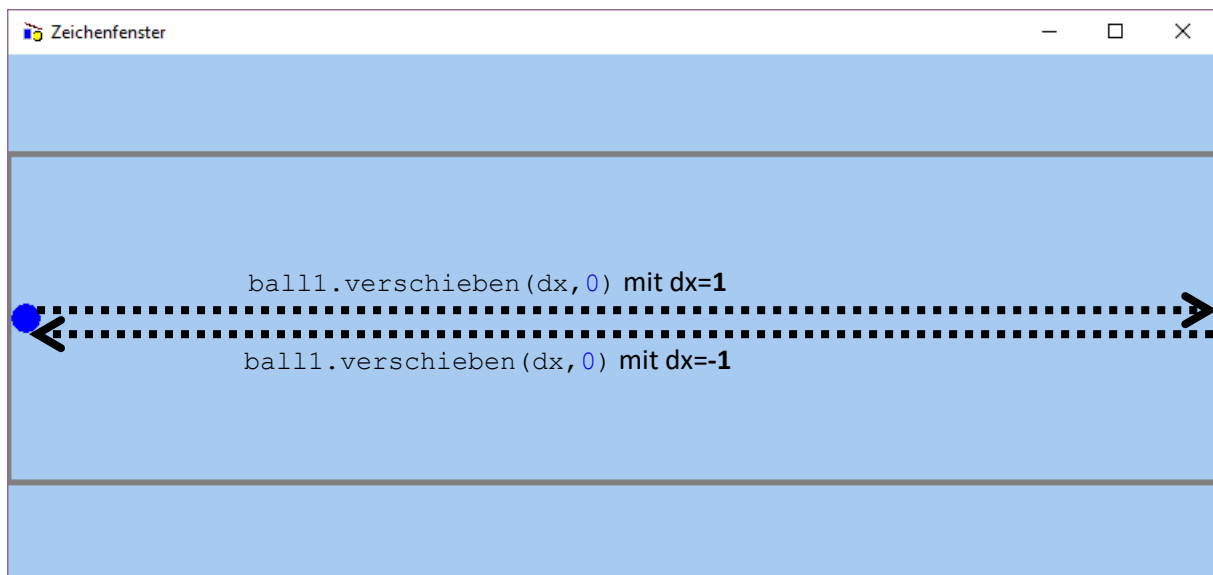 Zeichenfenster
ball1.verschieben(dx,0) mit dx=1
ball1.verschieben(dx,0) mit dx=-1